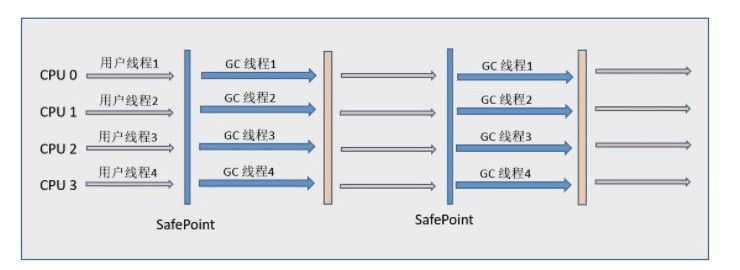 CPU 0 用户线程1 GC 线程1 GC 线程1
CPU 1 用户线程2 GC 线程2 GC 线程2
CPU 2 用户线程3 GC 线程3 GC 线程3
CPU 3 用户线程4 GC 线程4 GC 线程4
SafePoint SafePoint